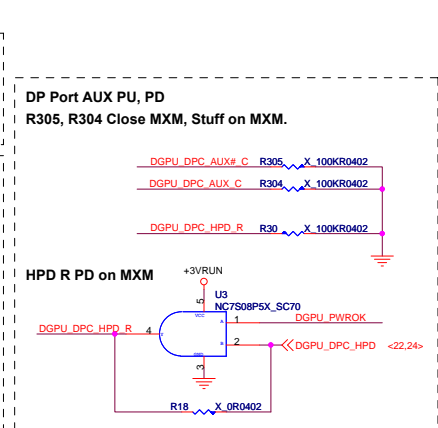 DP Port AUX PU, PD
R305, R304 Close MXM, Stuff on MXM.
DGPU_DPC_AUX#_C R305 X_100KR0402
DGPU_DPC_AUX_C R304 X_100KR0402
DGPU_DPC_HPD_R R30 X_100KR0402
HPD R PD on MXM
+3VRUN
U3
NC7S08P5X_SC70
5
VCC
A 1 DGPU_PWROK
DGPU_DPC_HPD_R 4
B 2 DGPU_DPC_HPD <22,24>
GND
3
R18 X_0R0402